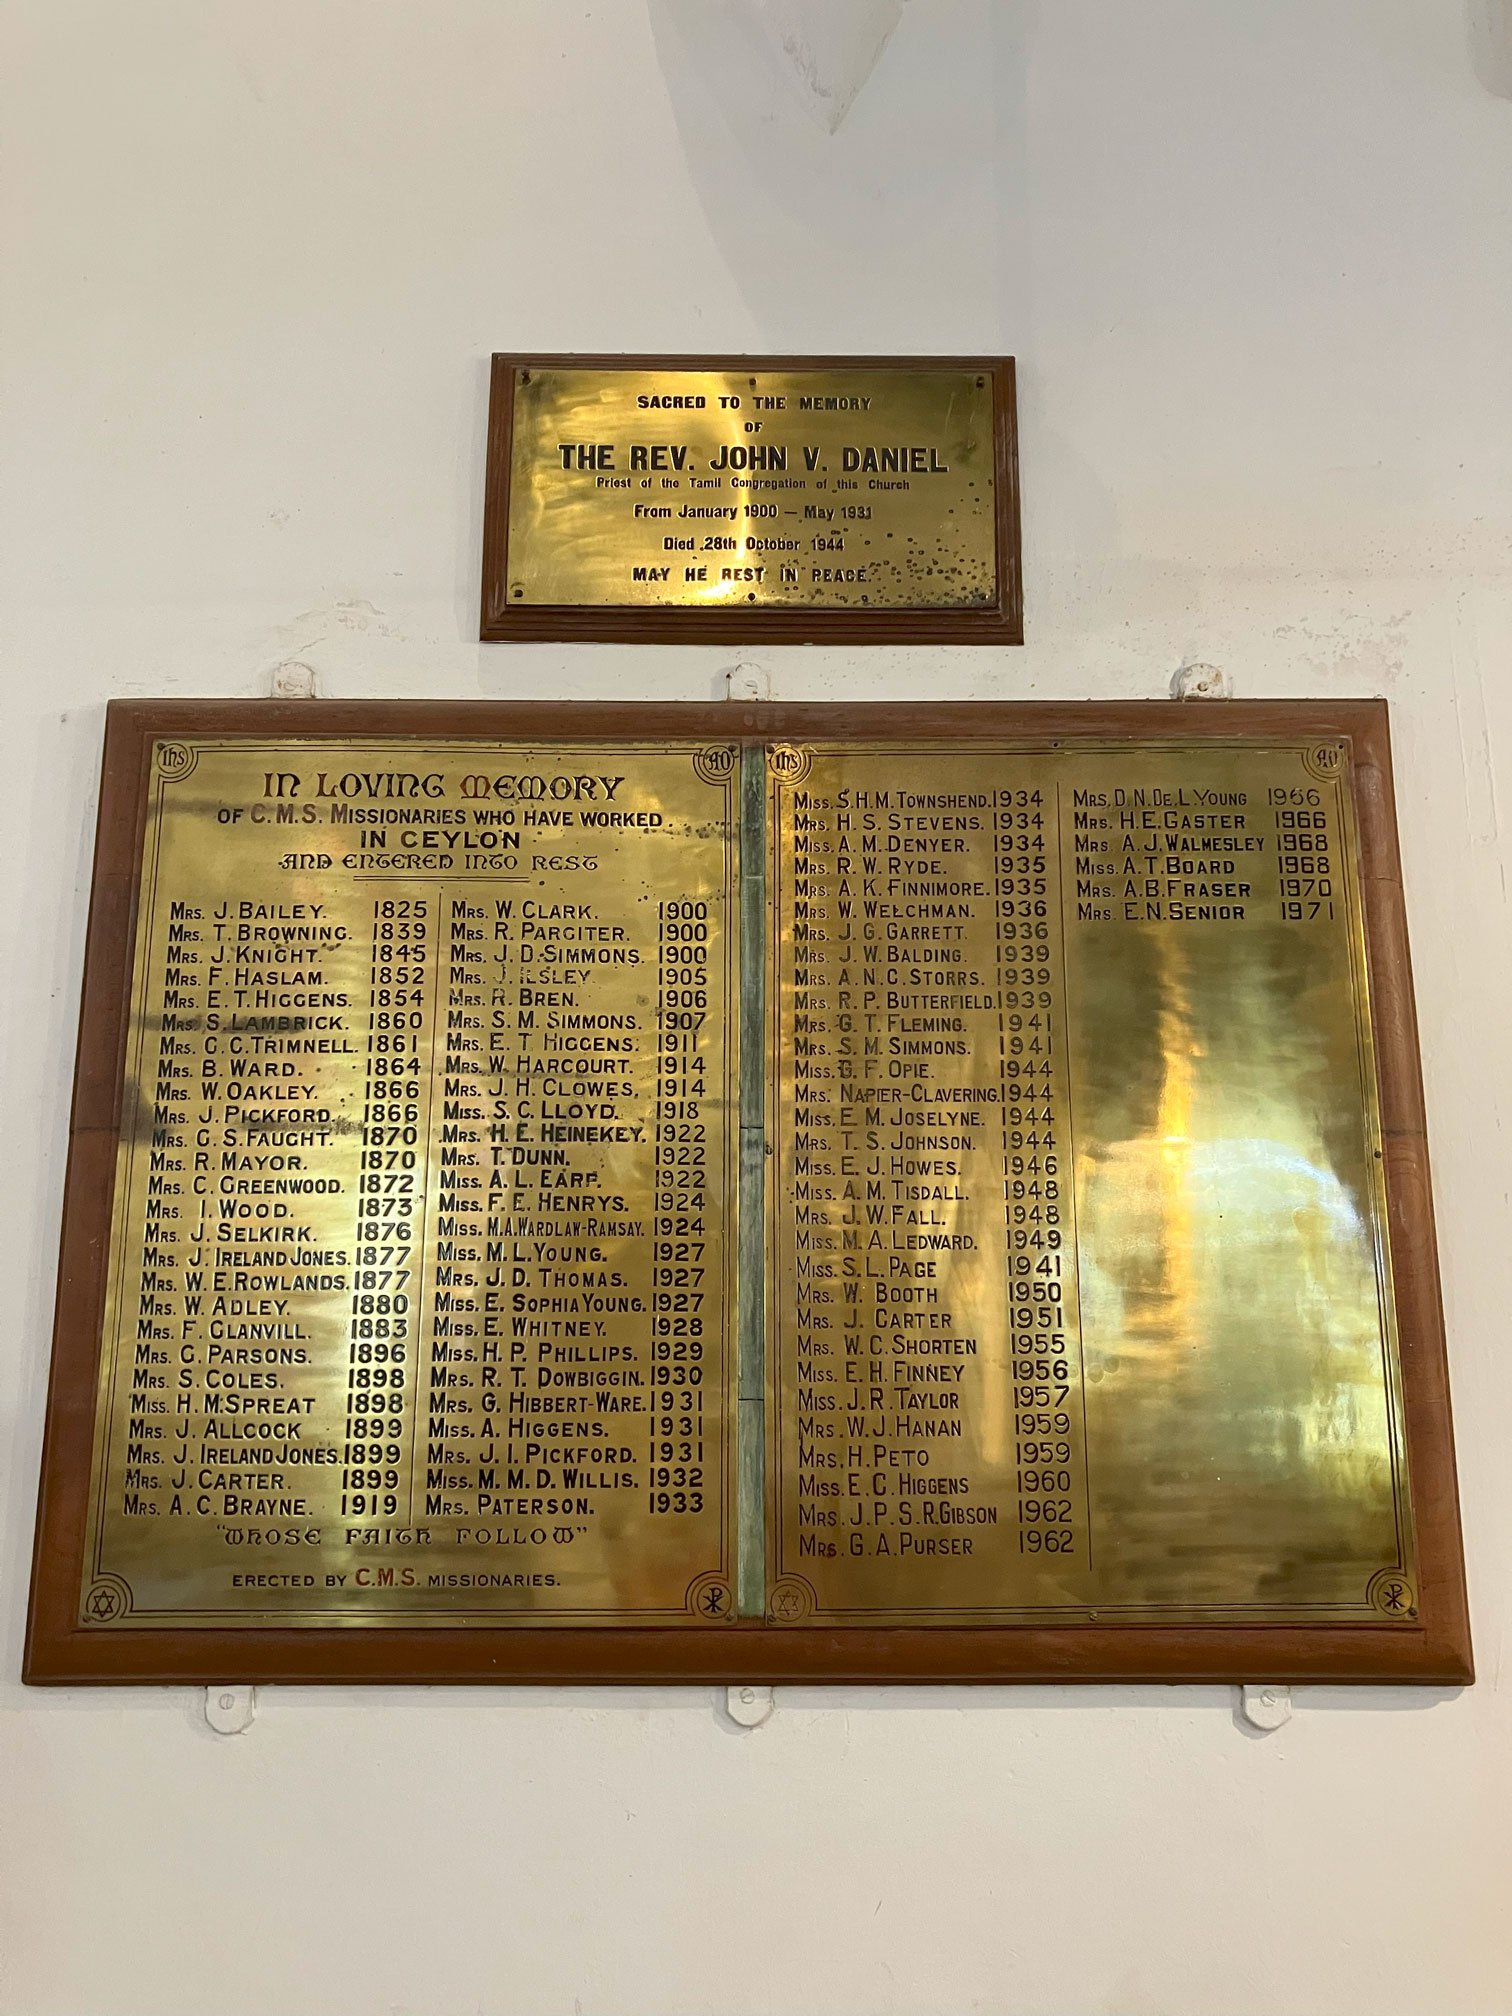 SACRED TO THE MEMORY
OF
THE REV. JOHN V. DANIEL
Priest of the Tamil Congregation of this Church
From January 1900 — May 1931
Died 28th October 1944
MAY HE REST IN PEACE.
IHS
AΩ
IN LOVING MEMORY
OF C.M.S. MISSIONARIES WHO HAVE WORKED
IN CEYLON
AND ENTERED INTO REST
MRS. J. BAILEY. 1825
MRS. T. BROWNING. 1839
MRS. J. KNIGHT. 1845
MRS. F. HASLAM. 1852
MRS. E. T. HIGGENS. 1854
MRS. S. LAMBRICK. 1860
MRS. C. C. TRIMNELL. 1861
MRS. B. WARD. 1864
MRS. W. OAKLEY. 1866
MRS. J. PICKFORD. 1866
MRS. C. S. FAUGHT. 1870
MRS. R. MAYOR. 1870
MRS. C. GREENWOOD. 1872
MRS. I. WOOD. 1873
MRS. J. SELKIRK. 1876
MRS. J. IRELAND JONES. 1877
MRS. W. E. ROWLANDS. 1877
MRS. W. ADLEY. 1880
MRS. F. GLANVILL. 1883
MRS. G. PARSONS. 1896
MRS. S. COLES. 1898
MISS. H. M. SPREAT 1898
MRS. J. ALLCOCK 1899
MRS. J. IRELAND JONES. 1899
MRS. J. CARTER. 1899
MRS. A. C. BRAYNE. 1919
MRS. W. CLARK. 1900
MRS. R. PARGITER. 1900
MRS. J. D. SIMMONS. 1900
MRS. J. ILSLEY 1905
MRS. R. BREN. 1906
MRS. S. M. SIMMONS. 1907
MRS. E. T. HIGGENS. 1911
MRS. W. HARCOURT. 1914
MRS. J. H. CLOWES. 1914
MISS. S. C. LLOYD. 1918
MRS. H. E. HEINEKEY. 1922
MRS. T. DUNN. 1922
MISS. A. L. EARP. 1922
MISS. F. E. HENRYS. 1924
MISS. M. A. WARDLAW-RAMSAY. 1924
MISS. M. L. YOUNG. 1927
MRS. J. D. THOMAS. 1927
MISS. E. SOPHIA YOUNG. 1927
MISS. E. WHITNEY. 1928
MISS. H. P. PHILLIPS. 1929
MRS. R. T. DOWBIGGIN. 1930
MRS. G. HIBBERT-WARE. 1931
MISS. A. HIGGENS. 1931
MRS. J. I. PICKFORD. 1931
MISS. M. M. D. WILLIS. 1932
MRS. PATERSON. 1933
"WHOSE FAITH FOLLOW"
ERECTED BY C.M.S. MISSIONARIES.
IHS
AΩ
MISS. S. H. M. TOWNSHEND. 1934
MRS. H. S. STEVENS. 1934
MISS. A. M. DENYER. 1934
MRS. R. W. RYDE. 1935
MRS. A. K. FINNIMORE. 1935
MRS. W. WELCHMAN. 1936
MRS. J. G. GARRETT. 1936
MRS. J. W. BALDING. 1939
MRS. A. N. C. STORRS. 1939
MRS. R. P. BUTTERFIELD. 1939
MRS. G. T. FLEMING. 1941
MRS. S. M. SIMMONS. 1941
MISS. G. F. OPIE. 1944
MRS. NAPIER-CLAVERING. 1944
MISS. E. M. JOSELYNE. 1944
MRS. T. S. JOHNSON. 1944
MISS. E. J. HOWES. 1946
MISS. A. M. TISDALL. 1948
MRS. J. W. FALL. 1948
MISS. M. A. LEDWARD. 1949
MISS. S. L. PAGE 1941
MRS. W. BOOTH 1950
MRS. J. CARTER 1951
MRS. W. C. SHORTEN 1955
MISS. E. H. FINNEY 1956
MISS. J. R. TAYLOR 1957
MRS. W. J. HANAN 1959
MRS. H. PETO 1959
MISS. E. C. HIGGENS 1960
MRS. J. P. S. R. GIBSON 1962
MRS. G. A. PURSER 1962
MRS. D. N. DE. L. YOUNG 1966
MRS. H. E. GASTER 1966
MRS. A. J. WALMESLEY 1968
MISS. A. T. BOARD 1968
MRS. A. B. FRASER 1970
MRS. E. N. SENIOR 1971